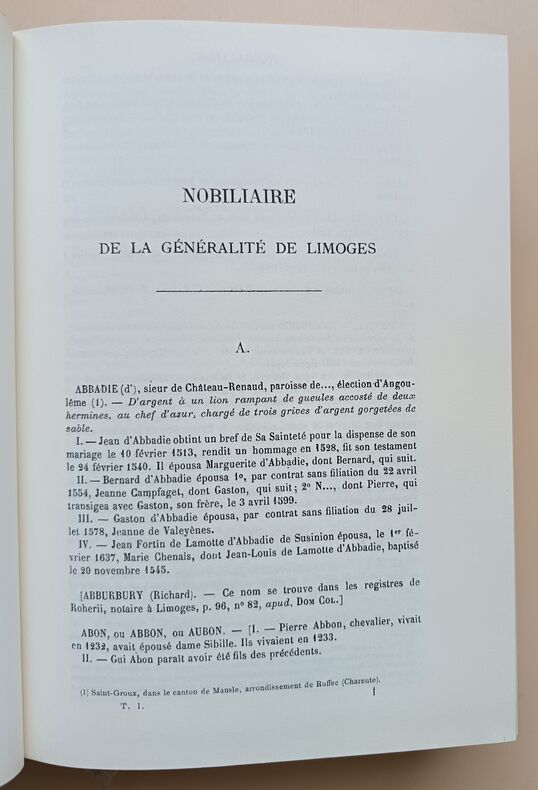 NOBILIAIRE
DE LA GÉNÉRALITÉ DE LIMOGES
A.
ABBADIE (d'), sieur de Château-Renaud, paroisse de..., élection d'Angou-
lême (1). — D'argent à un lion rampant de gueules accosté de deux
hermines, au chef d'azur, chargé de trois grives d'argent gorgetées de
sable.
I. — Jean d'Abbadie obtint un bref de Sa Sainteté pour la dispense de son
mariage le 10 février 1513, rendit un hommage en 1528, fit son testament
le 24 février 1540. Il épousa Marguerite d'Abbadie, dont Bernard, qui suit.
II. — Bernard d'Abbadie épousa 1º, par contrat sans filiation du 22 avril
1554, Jeanne Campfaget, dont Gaston, qui suit; 2º N..., dont Pierre, qui
transigea avec Gaston, son frère, le 3 avril 1599.
III. — Gaston d'Abbadie épousa, par contrat sans filiation du 28 juil-
let 1578, Jeanne de Valeyènes.
IV. — Jean Fortin de Lamotte d'Abbadie de Susinion épousa, le 1er fé-
vrier 1637, Marie Chenais, dont Jean-Louis de Lamotte d'Abbadie, baptisé
le 20 novembre 1545.
[ABBURBURY (Richard). — Ce nom se trouve dans les registres de
Roherii, notaire à Limoges, p. 96, nº 82, apud, DOM COL.]
ABON, ou ABBON, ou AUBON. — [I. — Pierre Abbon, chevalier, vivait
en 1232, avait épousé dame Sibille. Ils vivaient en 1233.
II. — Gui Abon paraît avoir été fils des précédents.
(1) Saint-Groux, dans le canton de Mansle, arrondissement de Ruffec (Charente).
T. I. 1